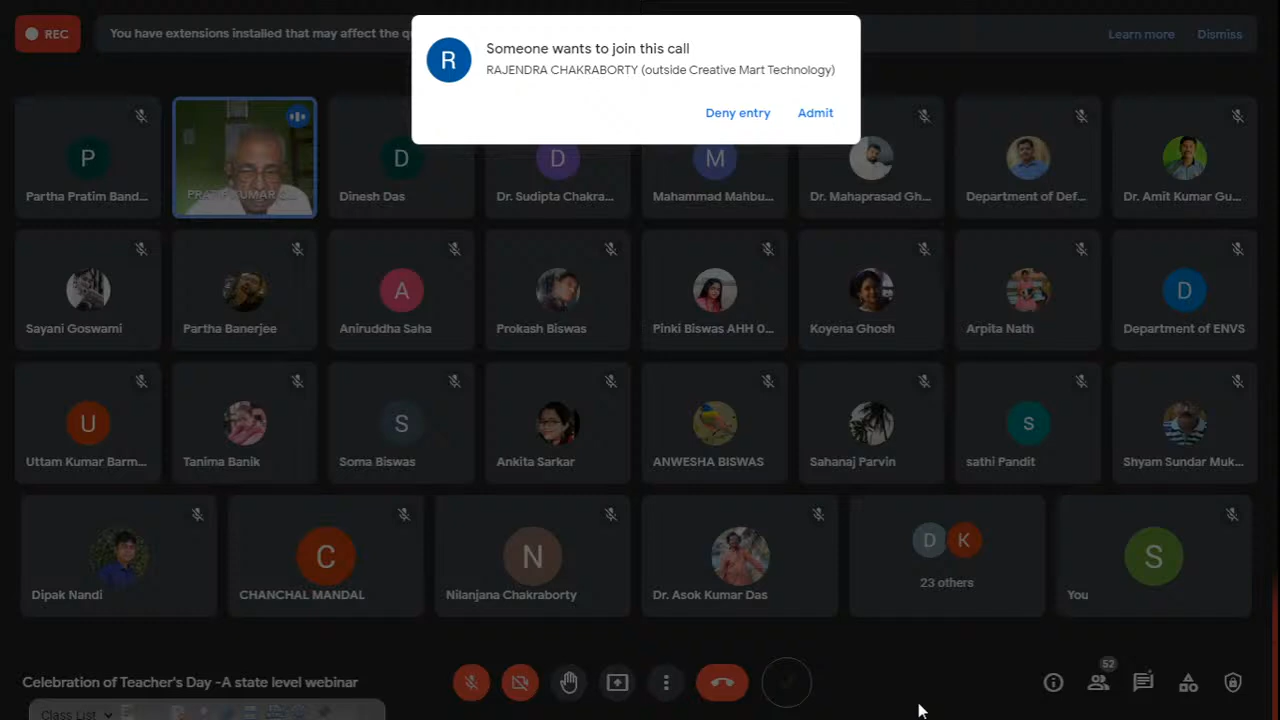 REC
You have extensions installed that may affect the qu
Learn more
Dismiss
R
Someone wants to join this call
RAJENDRA CHAKRABORTY (outside Creative Mart Technology)
Deny entry
Admit
P
D
D
M
Partha Pratim Band...
PRATIP KUMAR C...
Dinesh Das
Dr. Sudipta Chakra...
Mahammad Mahbu...
Dr. Mahaprasad Gh...
Department of Def...
Dr. Amit Kumar Gu...
A
D
Sayani Goswami
Partha Banerjee
Aniruddha Saha
Prokash Biswas
Pinki Biswas AHH 0...
Koyena Ghosh
Arpita Nath
Department of ENVS
U
S
s
Uttam Kumar Barm...
Tanima Banik
Soma Biswas
Ankita Sarkar
ANWESHA BISWAS
Sahanaj Parvin
sathi Pandit
Shyam Sundar Muk...
C
N
D
K
S
Dipak Nandi
CHANCHAL MANDAL
Nilanjana Chakraborty
Dr. Asok Kumar Das
23 others
You
Celebration of Teacher's Day -A state level webinar
52
Class List